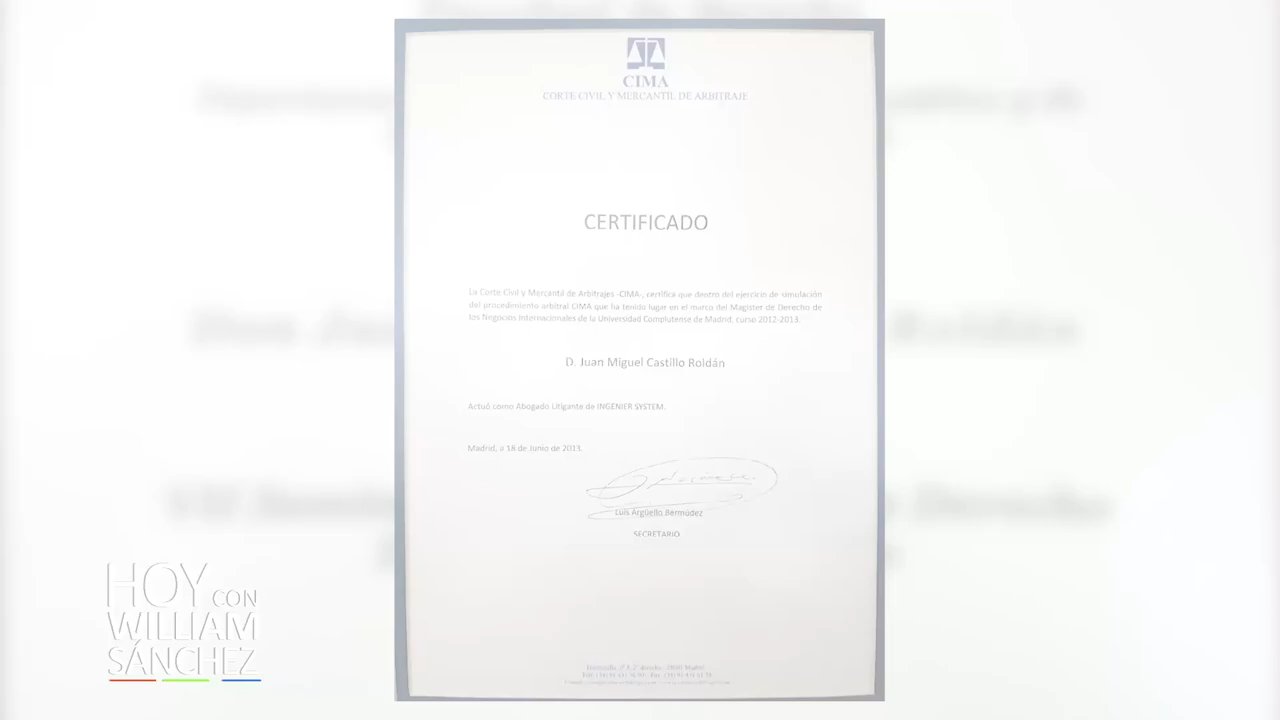 CIMA
CORTE CIVIL Y MERCANTIL DE ARBITRAJE
CERTIFICADO
La Corte Civil y Mercantil de Arbitrajes -CIMA-, certifica que dentro del ejercicio de simulación
del procedimiento arbitral CIMA que ha tenido lugar en el marco del Magister de Derecho de
los Negocios Internacionales de la Universidad Complutense de Madrid, curso 2012-2013.
D. Juan Miguel Castillo Roldán
Actuó como Abogado Litigante de INGENIER SYSTEM.
Madrid, a 18 de Junio de 2013.
Luis Argüello Bermúdez
SECRETARIO
HOY CON
WILLIAM
SÁNCHEZ